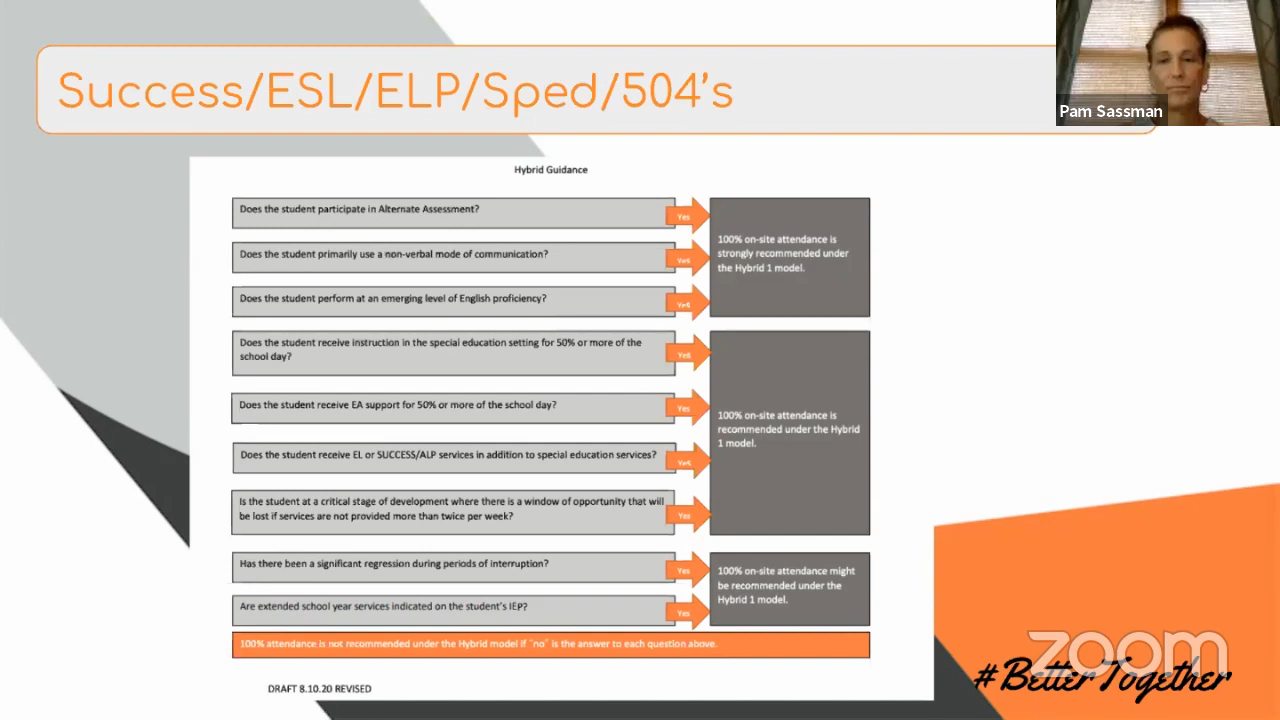 Success/ESL/ELP/Sped/504's
Pam Sassman
Hybrid Guidance
Does the student participate in Alternate Assessment?
Yes
Does the student primarily use a non-verbal mode of communication?
Yes
Does the student perform at an emerging level of English proficiency?
Yes
100% on-site attendance is
strongly recommended under
the Hybrid 1 model.
Does the student receive instruction in the special education setting for 50% or more of the
school day?
Yes
Does the student receive EA support for 50% or more of the school day?
Yes
Does the student receive EL or SUCCESS/ALP services in addition to special education services?
Yes
Is the student at a critical stage of development where there is a window of opportunity that will
be lost if services are not provided more than twice per week?
Yes
100% on-site attendance is
recommended under the Hybrid
1 model.
Has there been a significant regression during periods of interruption?
Yes
Are extended school year services indicated on the student's IEP?
Yes
100% on-site attendance might
be recommended under the
Hybrid 1 model.
100% attendance is not recommended under the Hybrid model if "no" is the answer to each question above.
DRAFT 8.10.20 REVISED
zoom
#BetterTogether